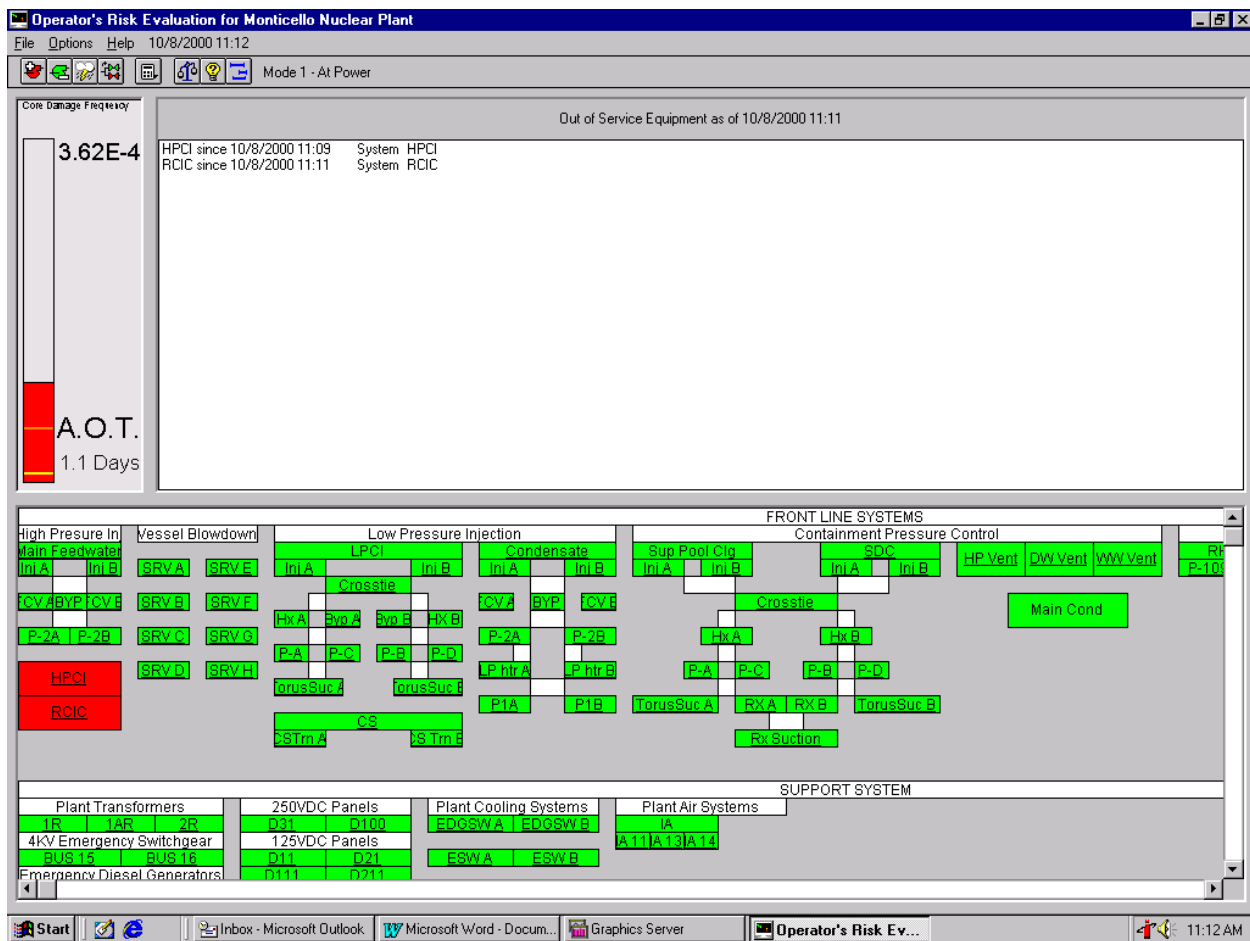 Operator's Risk Evaluation for Monticello Nuclear Plant
File Options Help 10/8/2000 11:12
Mode 1 - At Power
Core Damage Frequency
3.62E-4
A.O.T.
1.1 Days
Out of Service Equipment as of 10/8/2000 11:11
HPCI since 10/8/2000 11:09 System HPCI
RCIC since 10/8/2000 11:11 System RCIC
FRONT LINE SYSTEMS
High Presure In Vessel Blowdown Low Pressure Injection Containment Pressure Control
Main Feedwater LPCI Condensate Sup Pool Clg SDC HP Vent DW Vent WW Vent
Inj A Inj B SRV A SRV E Inj A Inj B Inj A Inj B Inj A Inj B Inj A Inj B P-109
Crosstie
BYP SRV B SRV F BYP Crosstie Main Cond
Hx A Byp A Byp B HX B
P-2A P-2B SRV C SRV G P-2A P-2B Hx A Hx B
P-A P-C P-B P-D
HPCI SRV D SRV H LP htr A LP htr B P-A P-C P-B P-D
TorusSuc A TorusSuc B
RCIC P1A P1B TorusSuc A RX A RX B TorusSuc B
CS
CSTrn A CS Trn B Rx Suction
SUPPORT SYSTEM
Plant Transformers 250VDC Panels Plant Cooling Systems Plant Air Systems
1R 1AR 2R D31 D100 EDGSW A EDGSW B IA
4KV Emergency Switchgear 125VDC Panels IA 11 IA 13 IA 14
BUS 15 BUS 16 D11 D21 ESW A ESW B
Emergency Diesel Generators D111 D211
Start Inbox - Microsoft Outlook Microsoft Word - Docum... Graphics Server Operator's Risk Ev... 11:12 AM